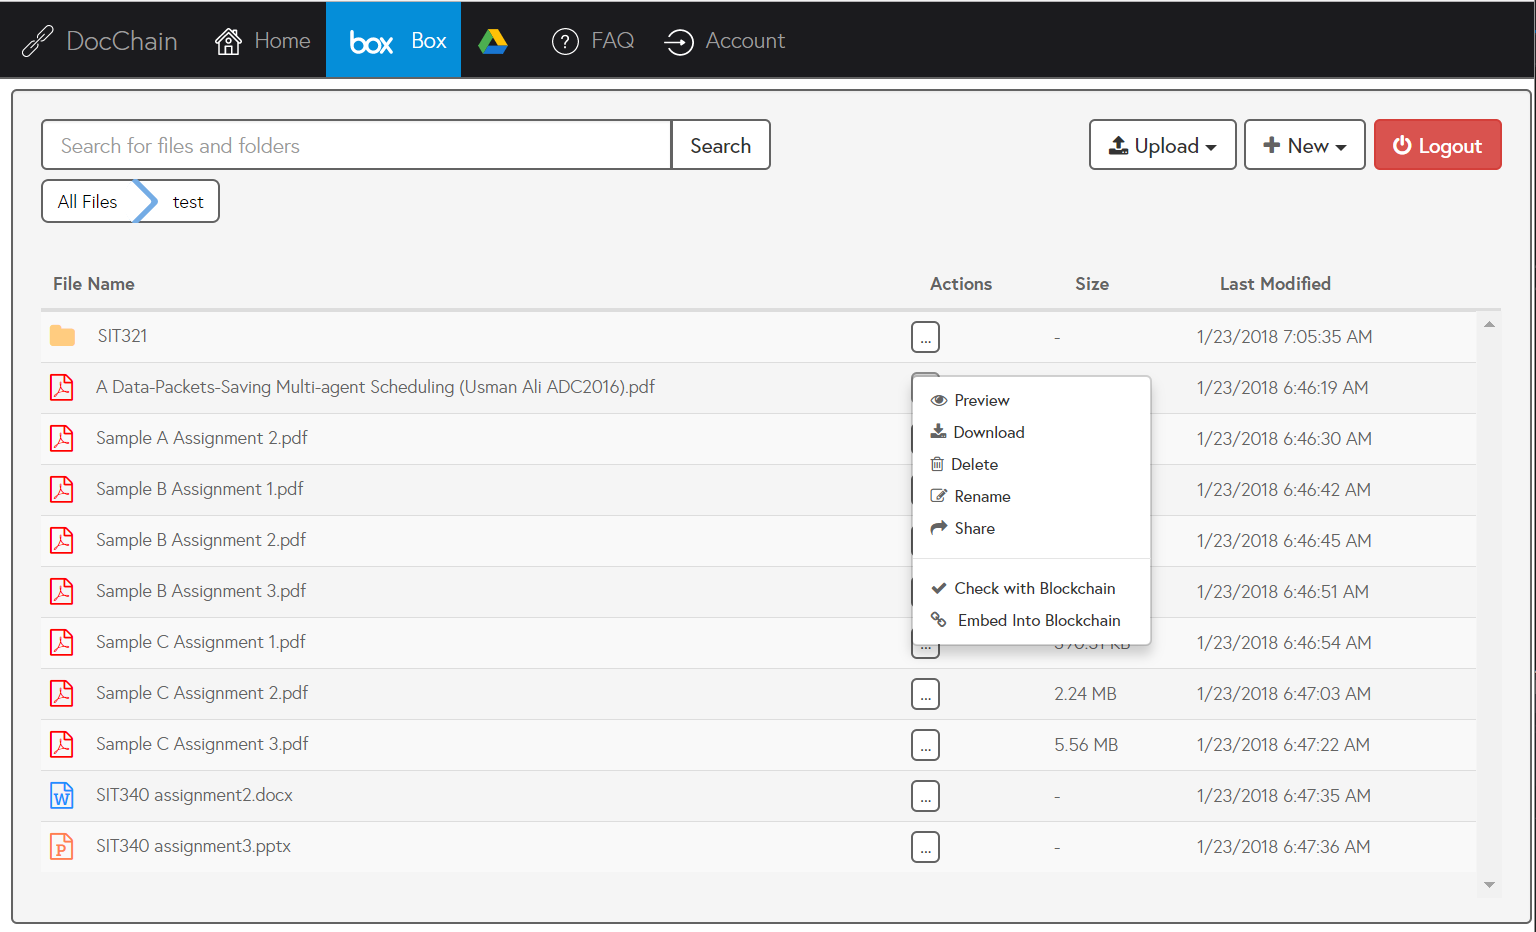 DocChain Home box Box FAQ Account
Search for files and folders Search Upload New Logout
All Files test
File Name Actions Size Last Modified
SIT321 ... - 1/23/2018 7:05:35 AM
A Data-Packets-Saving Multi-agent Scheduling (Usman Ali ADC2016).pdf 1/23/2018 6:46:19 AM
Preview
Download
Sample A Assignment 2.pdf 1/23/2018 6:46:30 AM
Delete
Sample B Assignment 1.pdf 1/23/2018 6:46:42 AM
Rename
Share
Sample B Assignment 2.pdf 1/23/2018 6:46:45 AM
Sample B Assignment 3.pdf 1/23/2018 6:46:51 AM
Check with Blockchain
Embed Into Blockchain
Sample C Assignment 1.pdf ... 1/23/2018 6:46:54 AM
Sample C Assignment 2.pdf ... 2.24 MB 1/23/2018 6:47:03 AM
Sample C Assignment 3.pdf ... 5.56 MB 1/23/2018 6:47:22 AM
SIT340 assignment2.docx ... - 1/23/2018 6:47:35 AM
SIT340 assignment3.pptx ... - 1/23/2018 6:47:36 AM